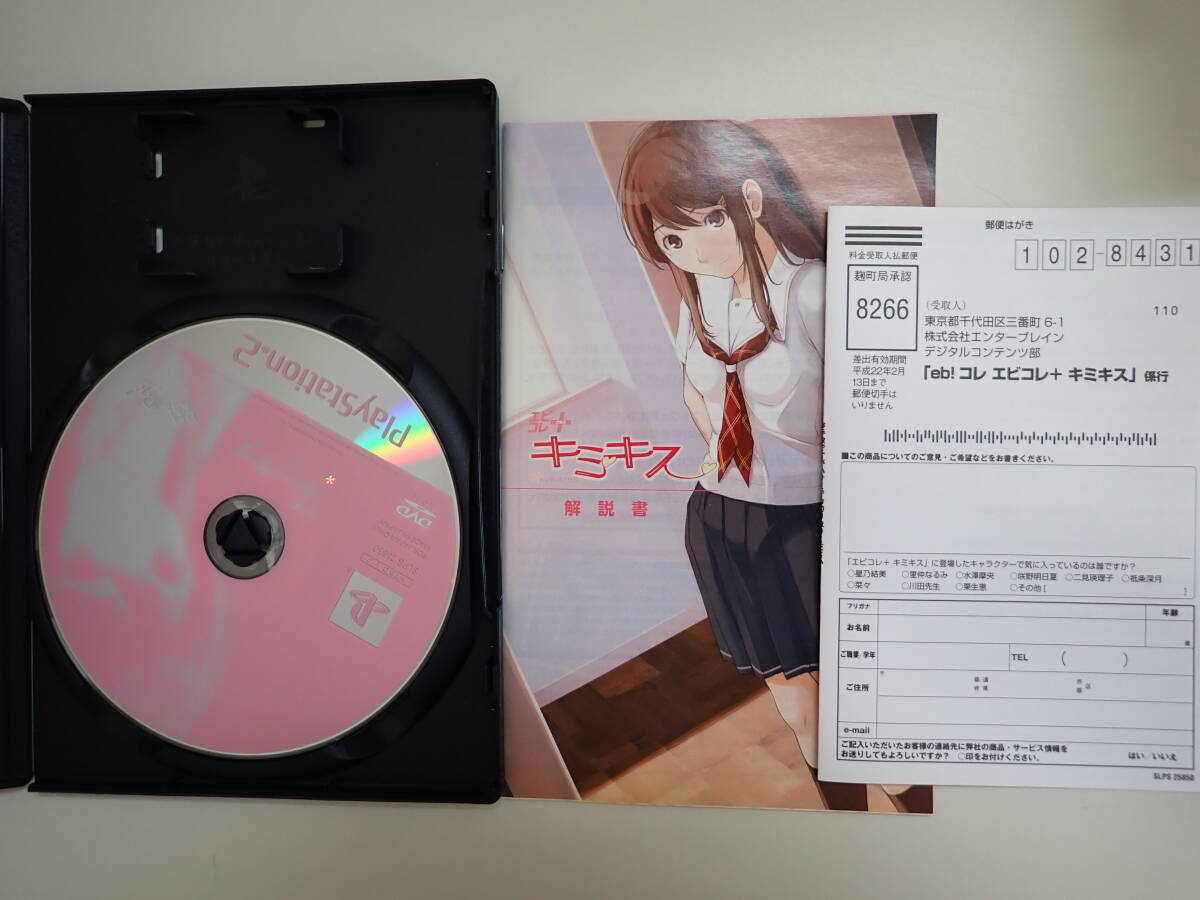 PlayStation.2
キミキス
DVD
SLPS 25850
エビコレ+
キミキス
解説書
郵便はがき
料金受取人払郵便
102-8431
麹町局承認
8266
110
(受取人)
東京都千代田区三番町 6-1
株式会社エンターブレイン
デジタルコンテンツ部
「eb! コレ エビコレ+ キミキス」係行
差出有効期間
平成22年2月
13日まで
郵便切手は
いりません
■この商品についてのご意見・ご希望などをお書きください。
「エビコレ+ キミキス」に登場したキャラクターで気に入っているのは誰ですか?
○星乃結美 ○里仲なるみ ○水澤摩央 ○咲野明日夏 ○二見瑛理子 ○祇条深月
○菜々 ○川田先生 ○栗生恵 ○その他 [ ]
フリガナ
年齢
お名前
歳
ご職業/学年
TEL ( )
ご住所
〒
都道
府県
市
区
郡
e-mail
ご記入いただいたお客様の連絡先に弊社の商品・サービス情報を
お送りしてもよろしいですか? ○印をお付けください。
はい/いいえ
SLPS 25850